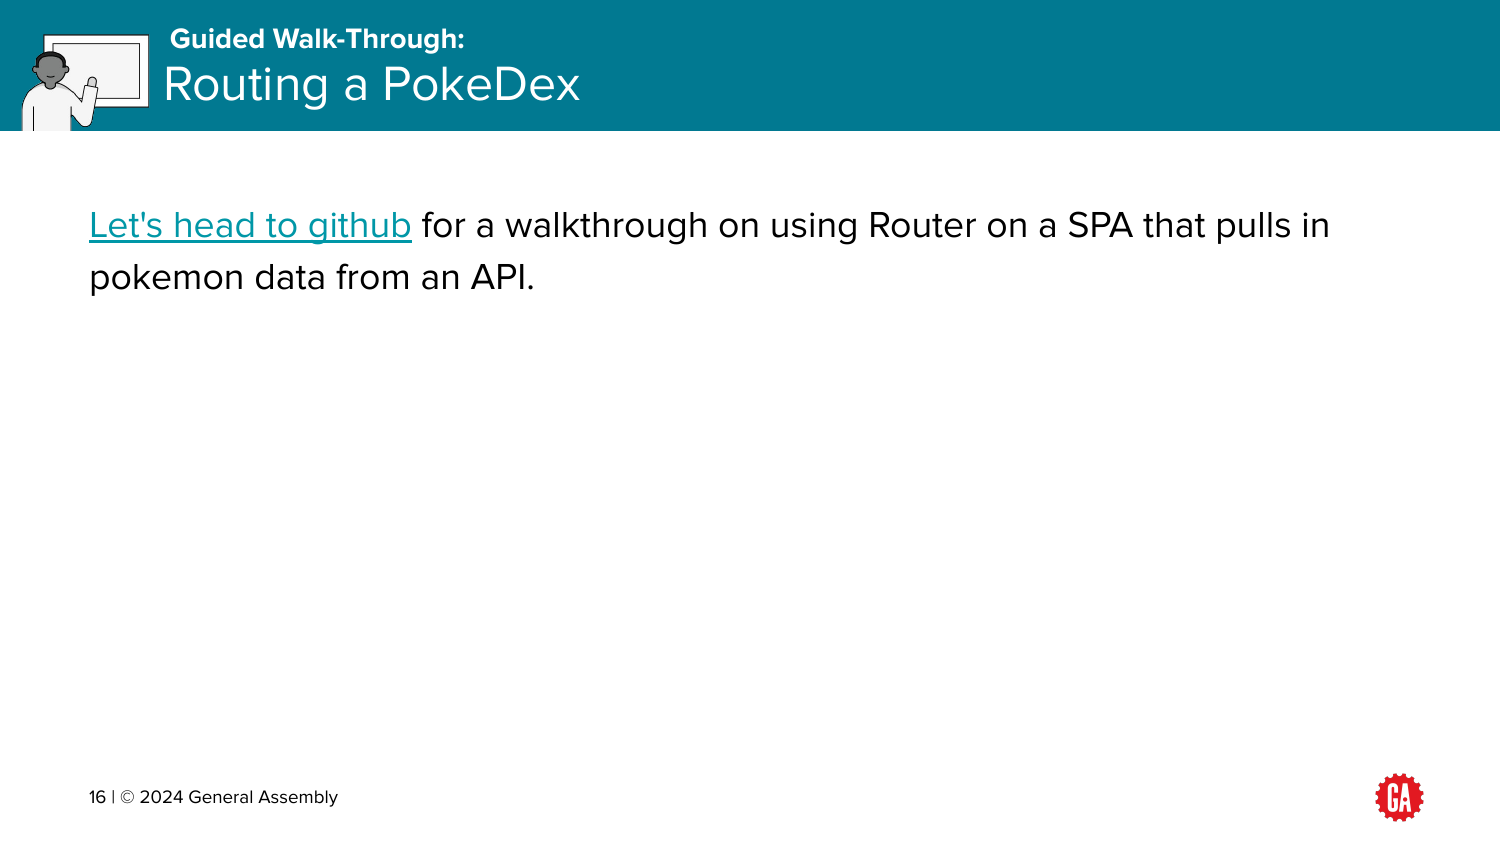 Guided Walk-Through:
Routing a PokeDex
Let's head to github for a walkthrough on using Router on a SPA that pulls in
pokemon data from an API.
16 | © 2024 General Assembly
GA